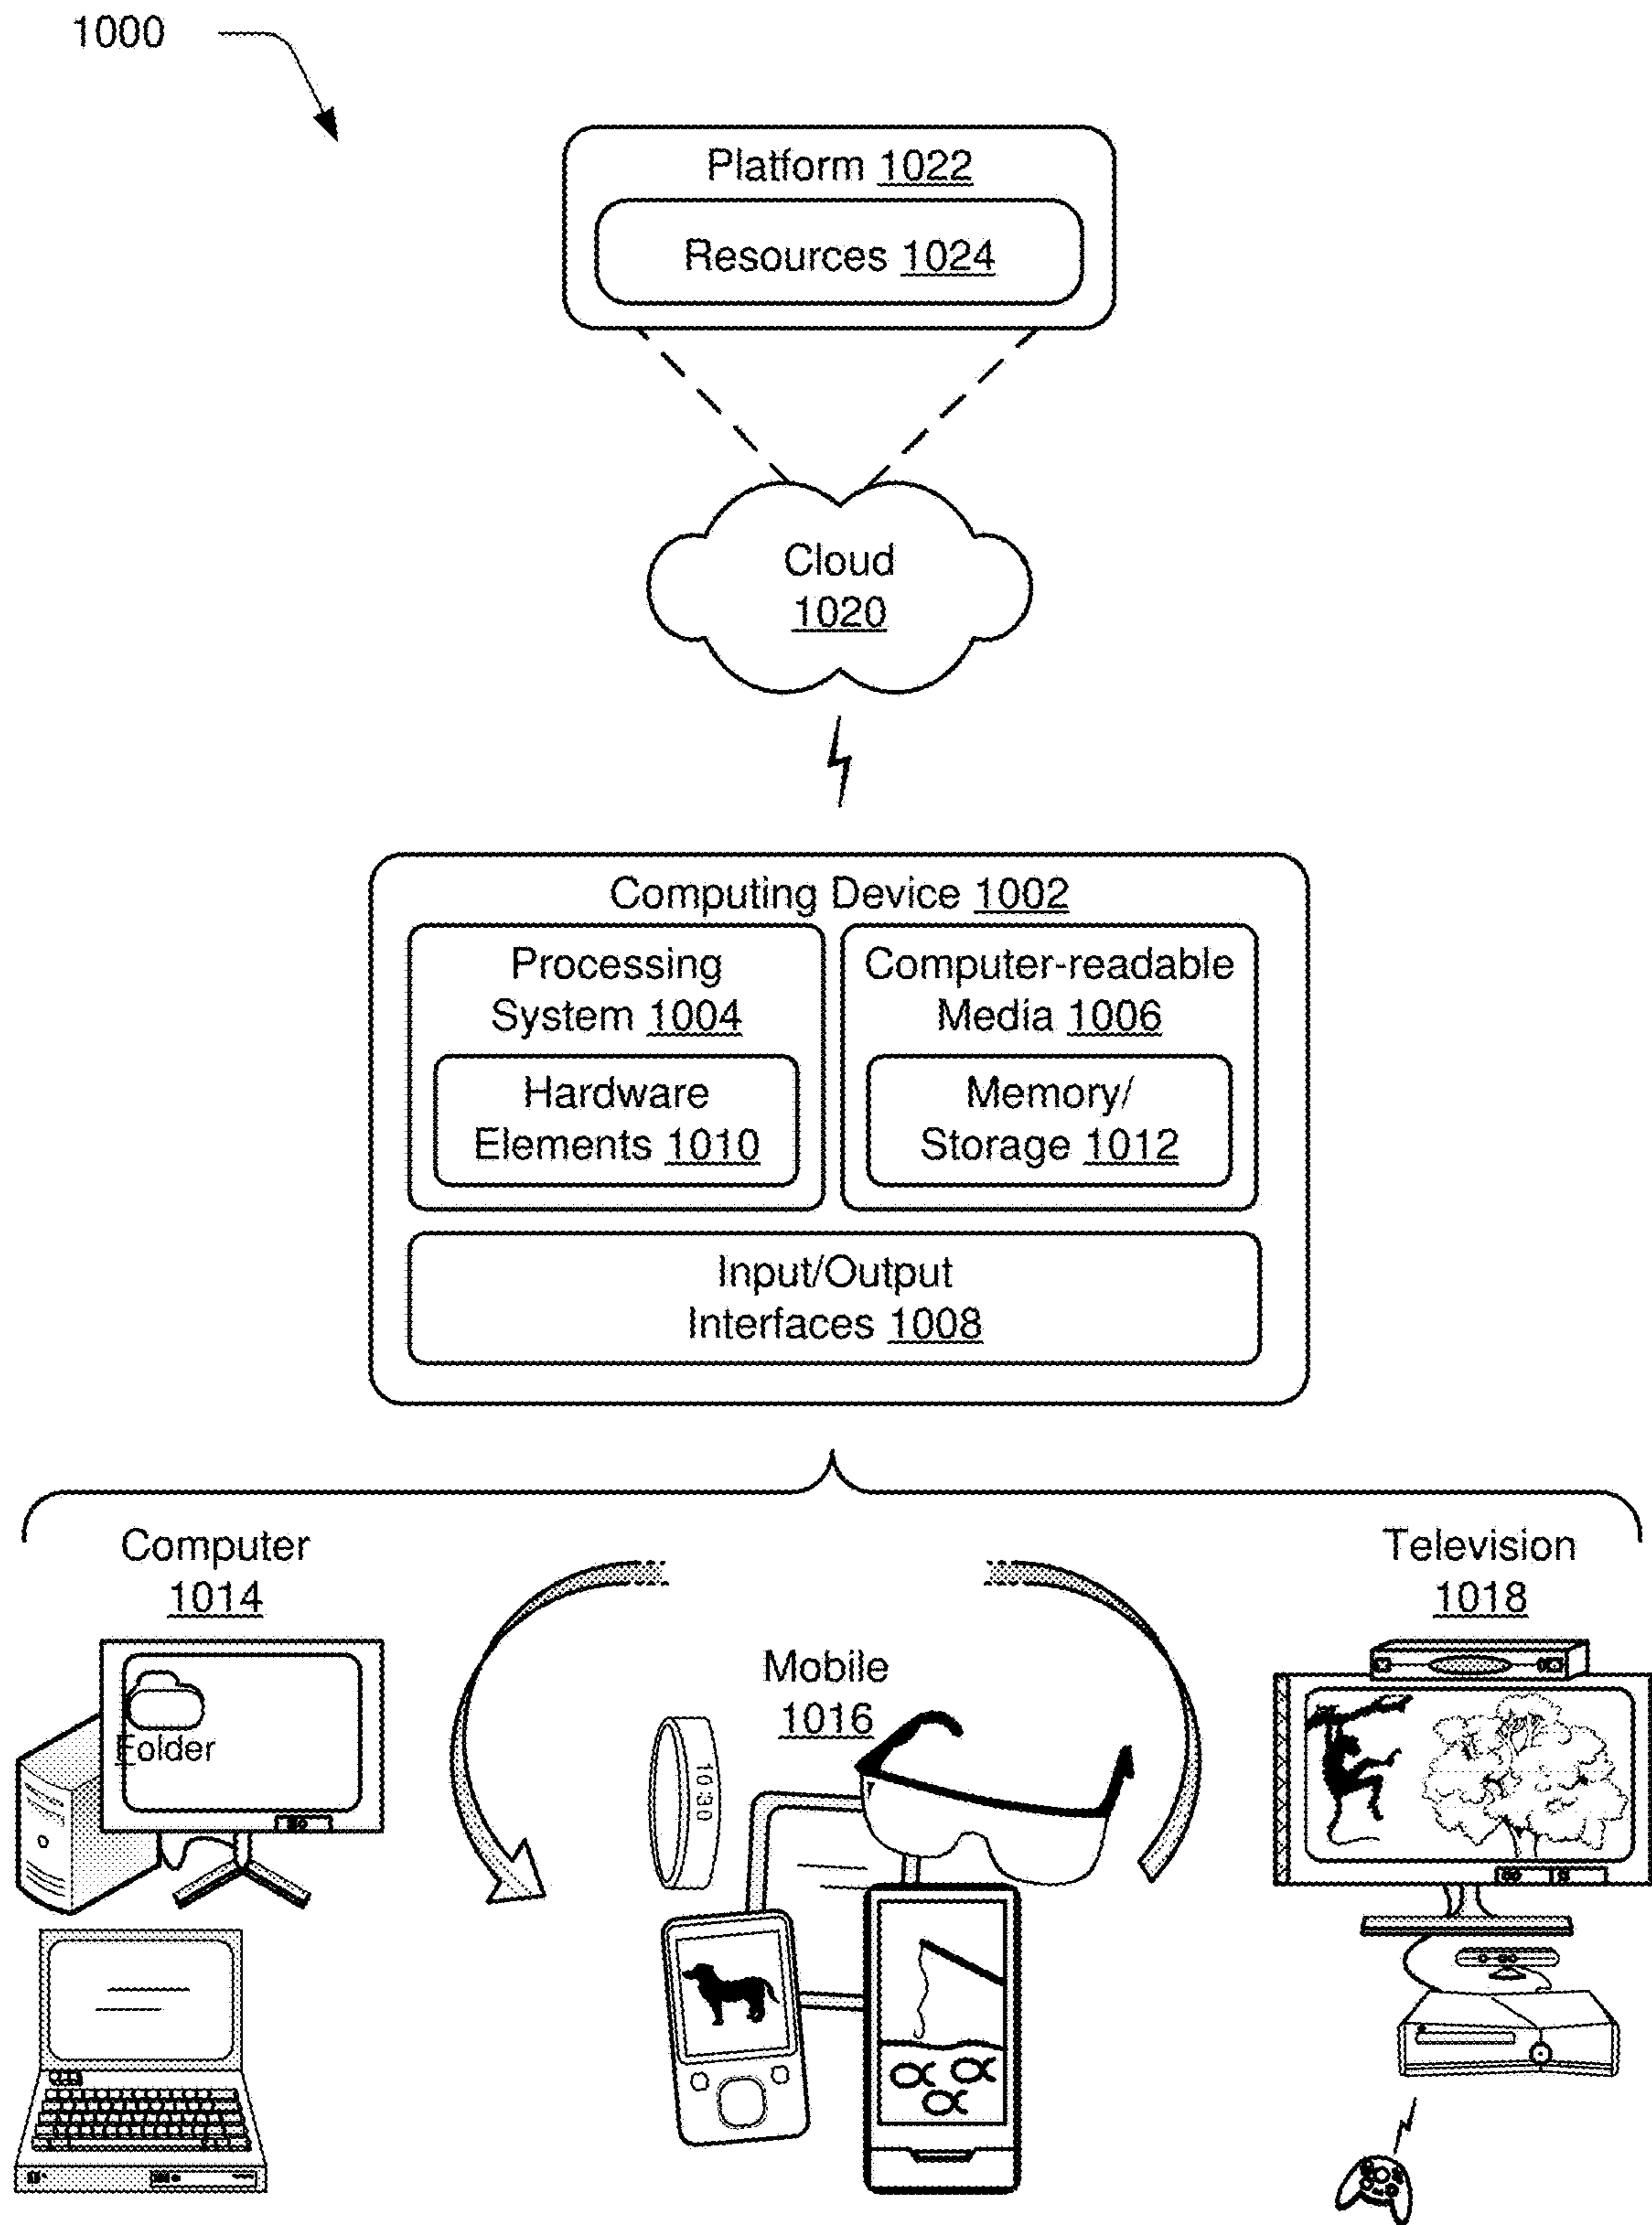 1000
Platform 1022
Resources 1024
Cloud
1020
Computing Device 1002
Processing
System 1004
Hardware
Elements 1010
Computer-readable
Media 1006
Memory/
Storage 1012
Input/Output
Interfaces 1008
Computer
1014
Folder
Mobile
1016
10:30
Television
1018